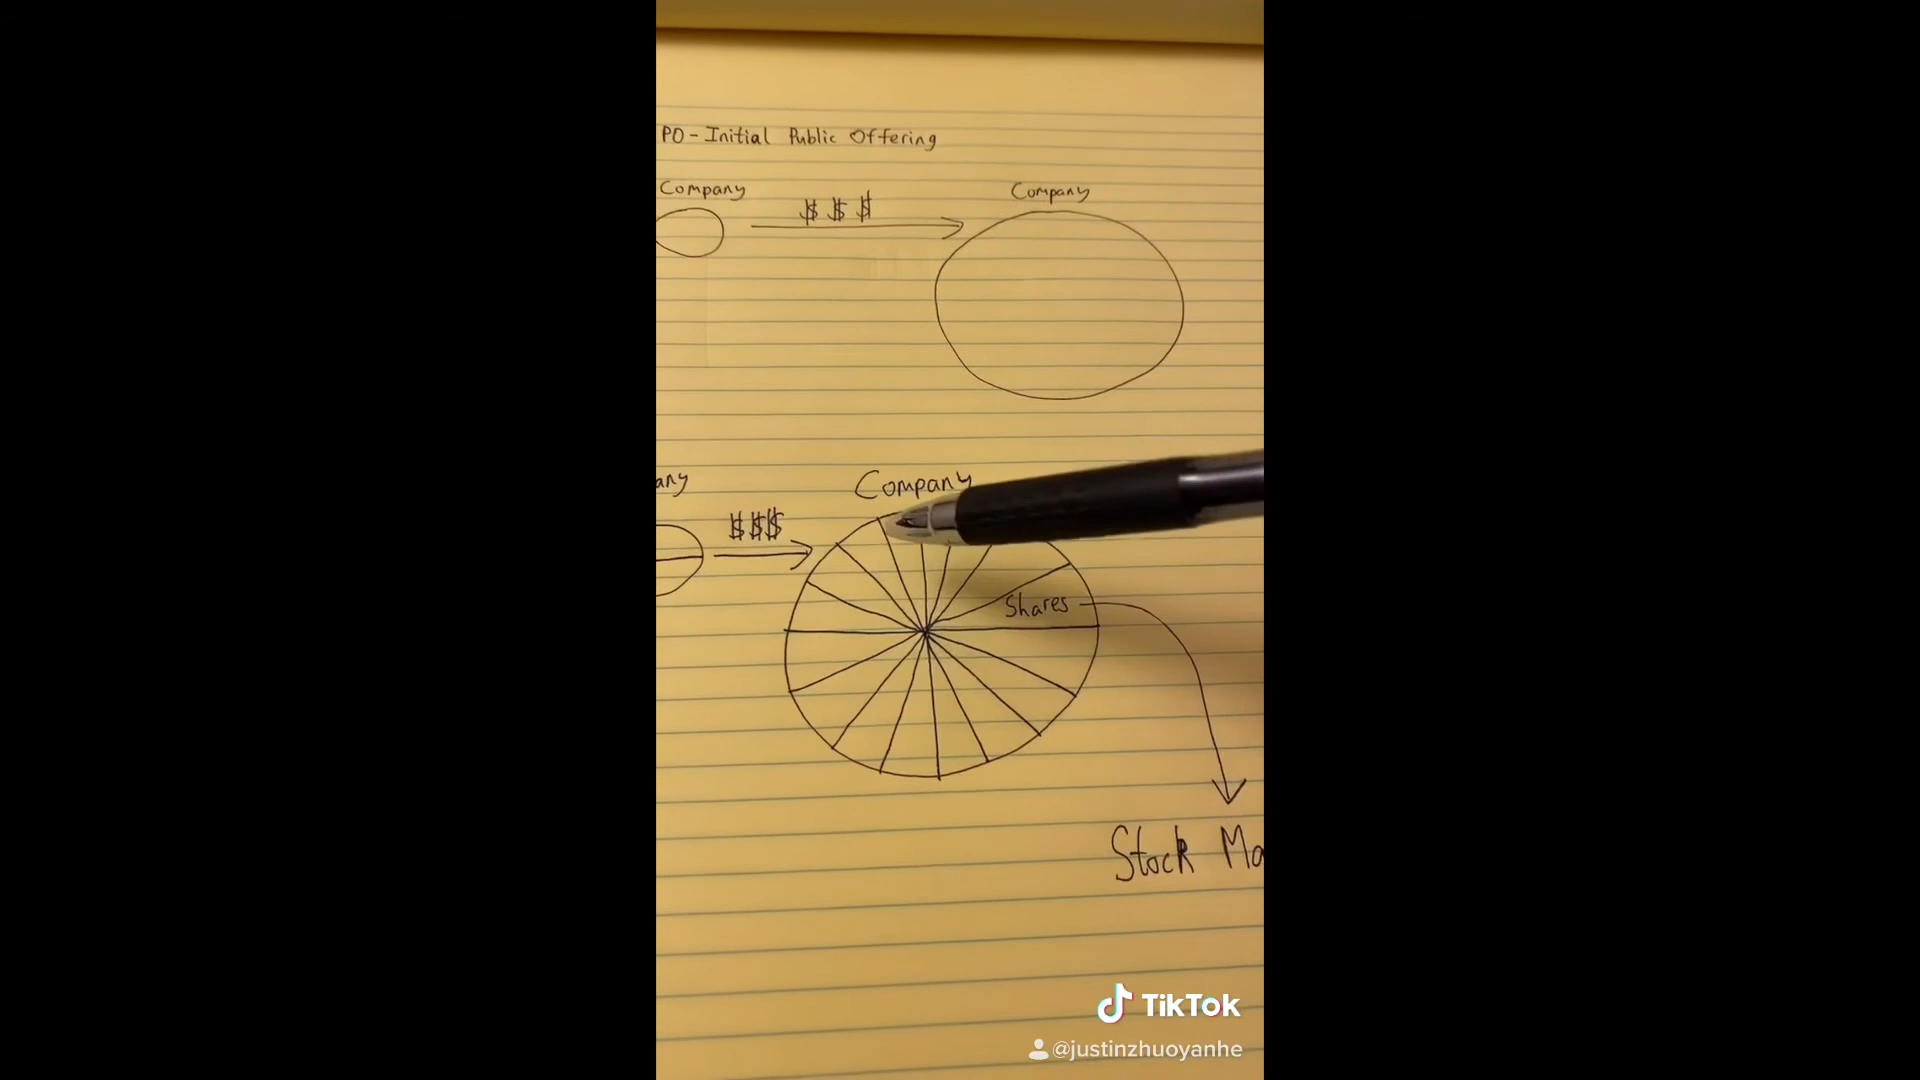 PO - Initial Public Offering
Company
Company
$ $ $
any
Company
$$$
Shares
Stock Ma
TikTok
@justinzhuoyanhe